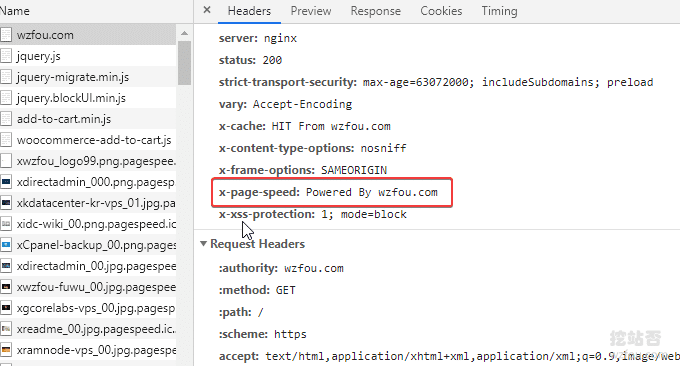 Name
wzfou.com
jquery.js
jquery-migrate.min.js
jquery.blockUI.min.js
add-to-cart.min.js
woocommerce-add-to-cart.js
xwzfou_logo99.png.pagespee...
xdirectadmin_000.png.pagesp...
xkdatacenter-kr-vps_01.jpg.pa...
xidc-wiki_00.png.pagespeed.ic...
xCpanel-backup_00.png.pages...
xdirectadmin_00.jpg.pagespee...
xwzfou-fuwu_00.jpg.pagespee...
xgcorelabs-vps_00.jpg.pagesp...
xreadme_00.jpg.pagespeed.ic...
xramnode-vps_00.jpg.pagesp...
× Headers Preview Response Cookies Timing
server: nginx
status: 200
strict-transport-security: max-age=63072000; includeSubdomains; preload
vary: Accept-Encoding
x-cache: HIT From wzfou.com
x-content-type-options: nosniff
x-frame-options: SAMEORIGIN
x-page-speed: Powered By wzfou.com
x-xss-protection: 1; mode=block
▼ Request Headers
:authority: wzfou.com
:method: GET
:path: /
:scheme: https
accept: text/html,application/xhtml+xml,application/xml;q=0.9,image/web
挖站否